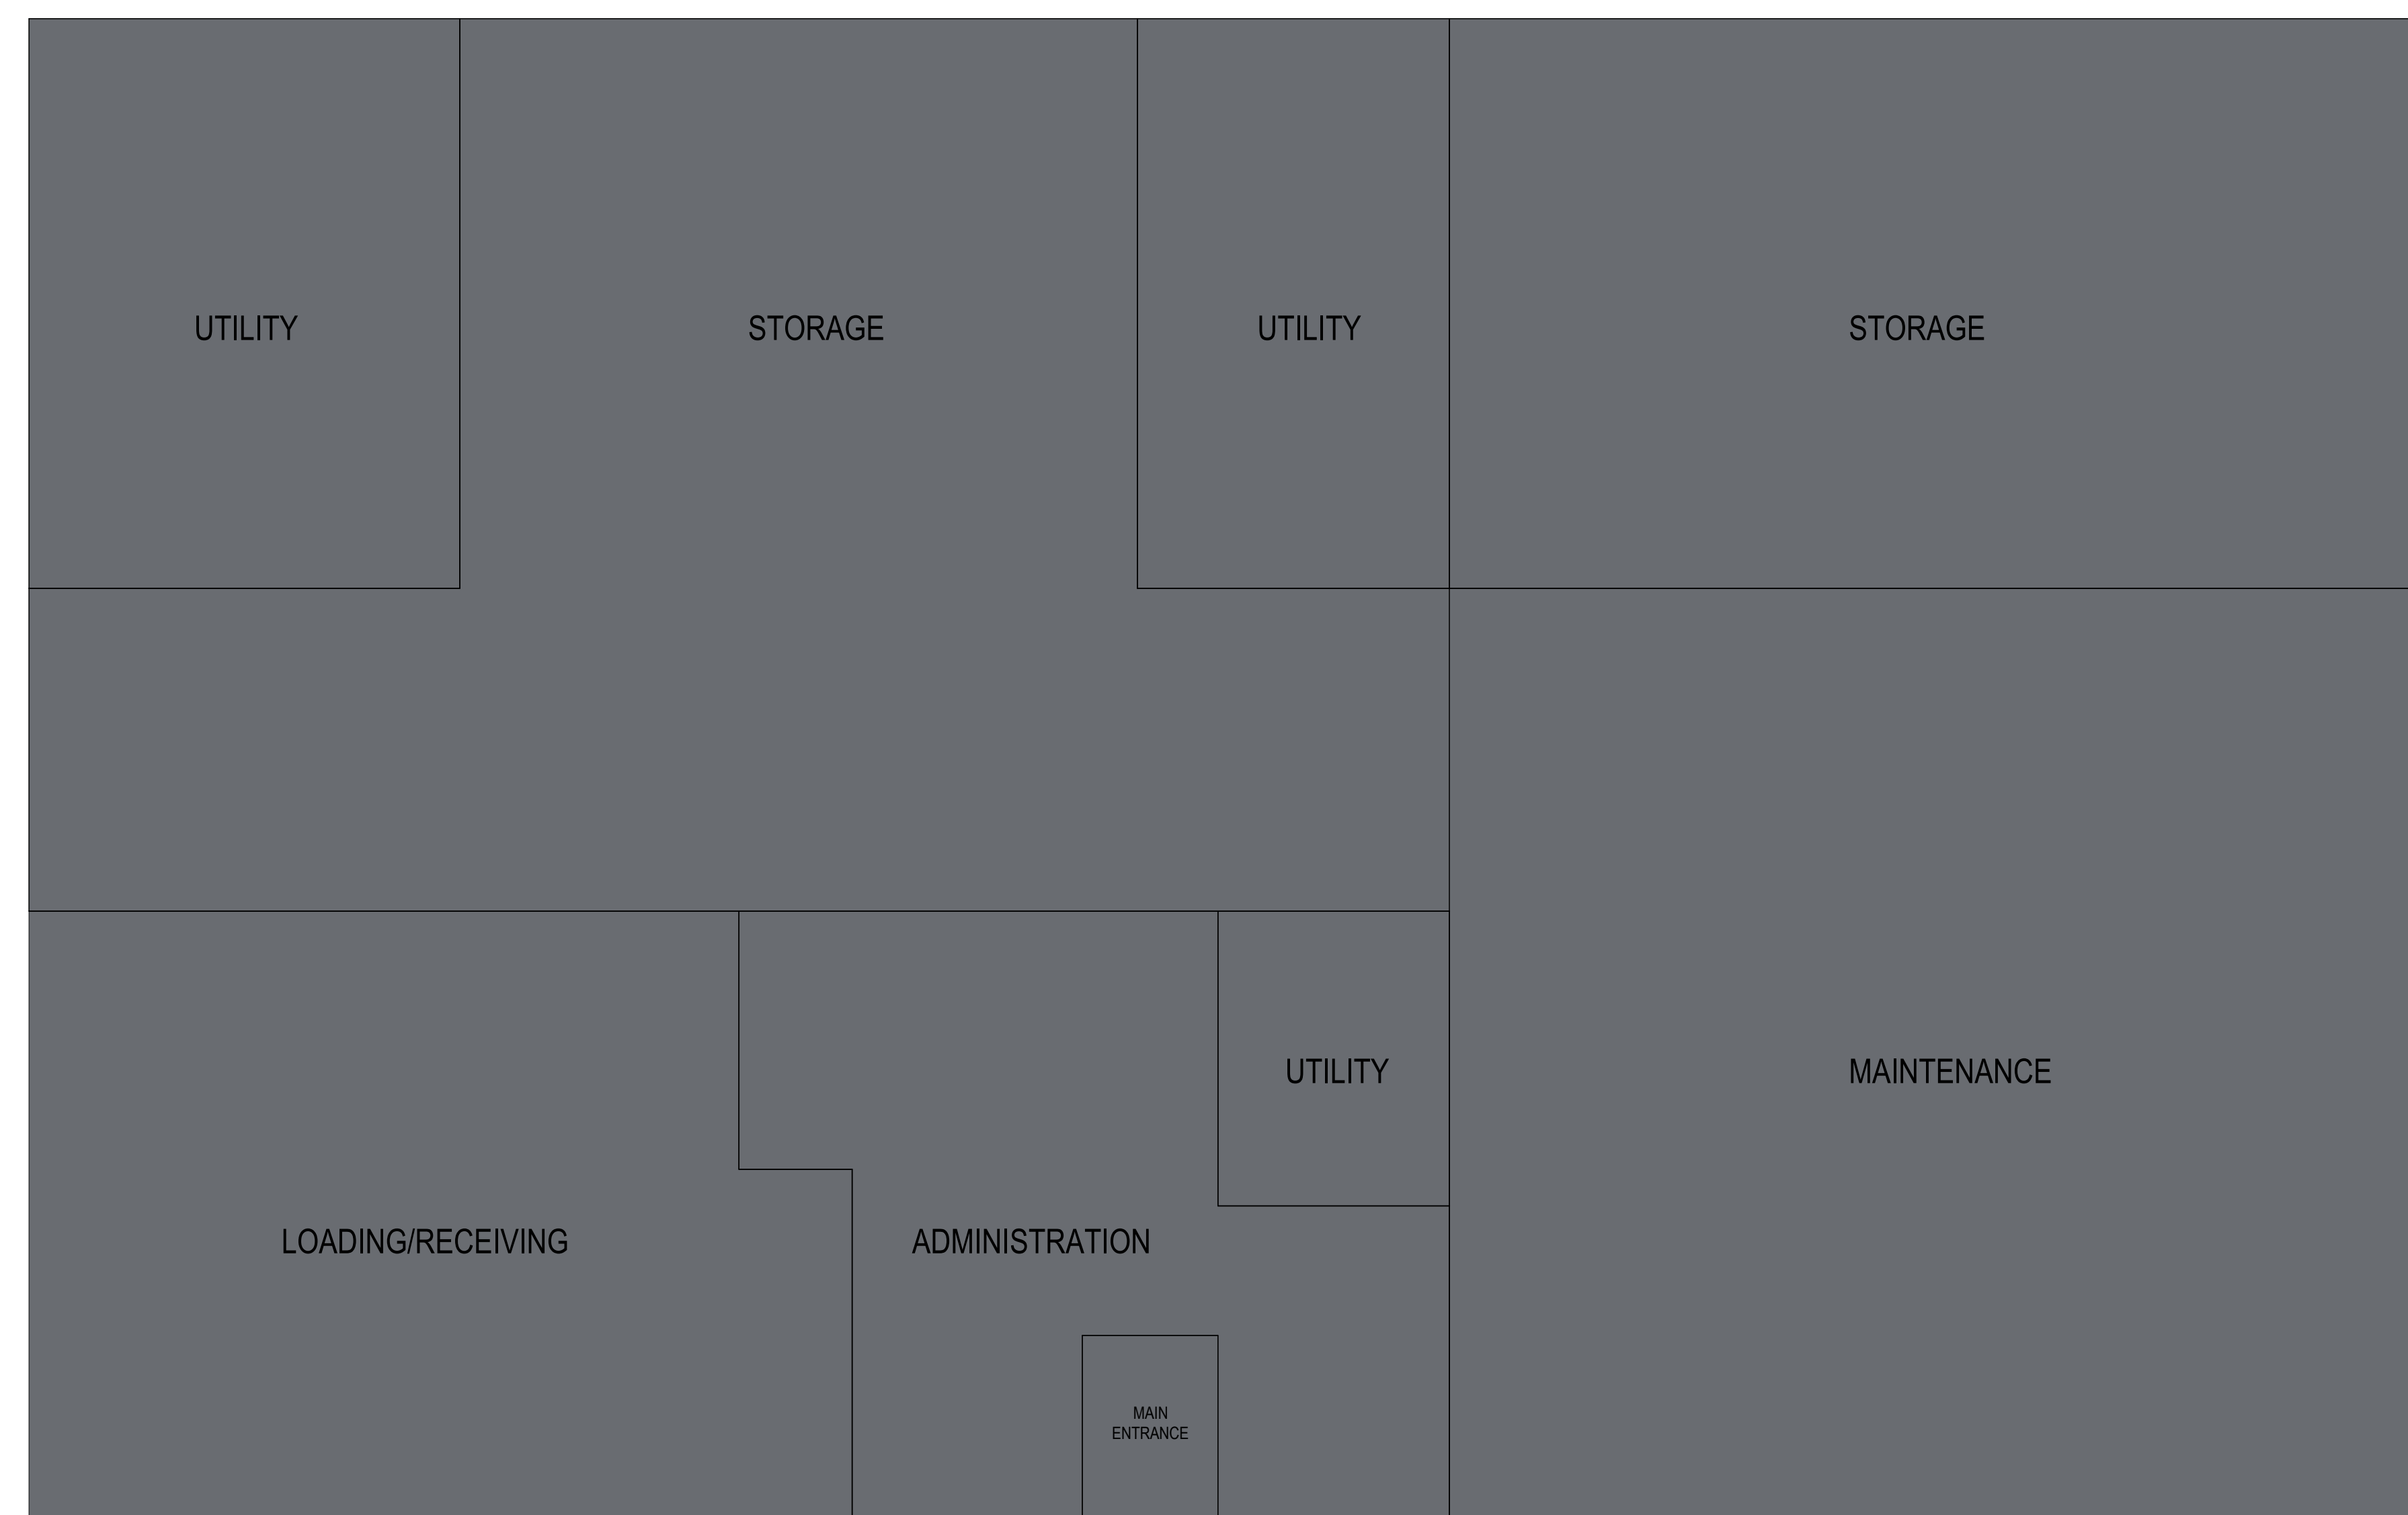 UTILITY
STORAGE
UTILITY
STORAGE
UTILITY
MAINTENANCE
LOADING/RECEIVING
ADMINISTRATION
MAIN
ENTRANCE